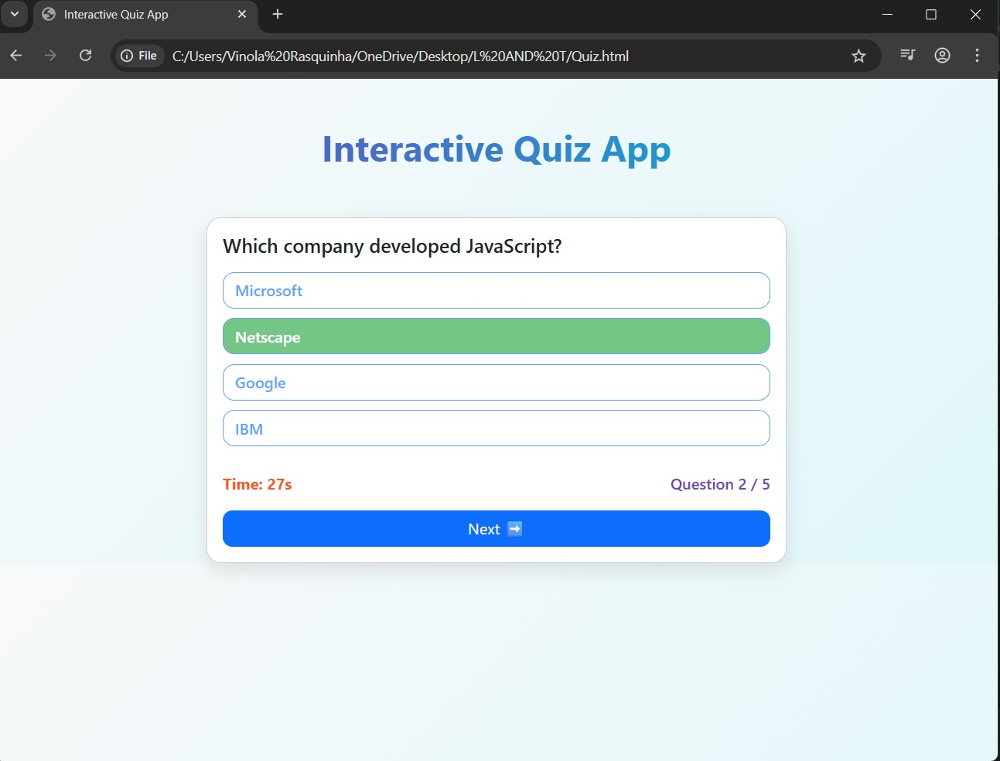 Interactive Quiz App
File C:/Users/Vinola%20Rasquinha/OneDrive/Desktop/L%20AND%20T/Quiz.html
Interactive Quiz App
Which company developed JavaScript?
Microsoft
Netscape
Google
IBM
Time: 27s Question 2 / 5
Next ➡️